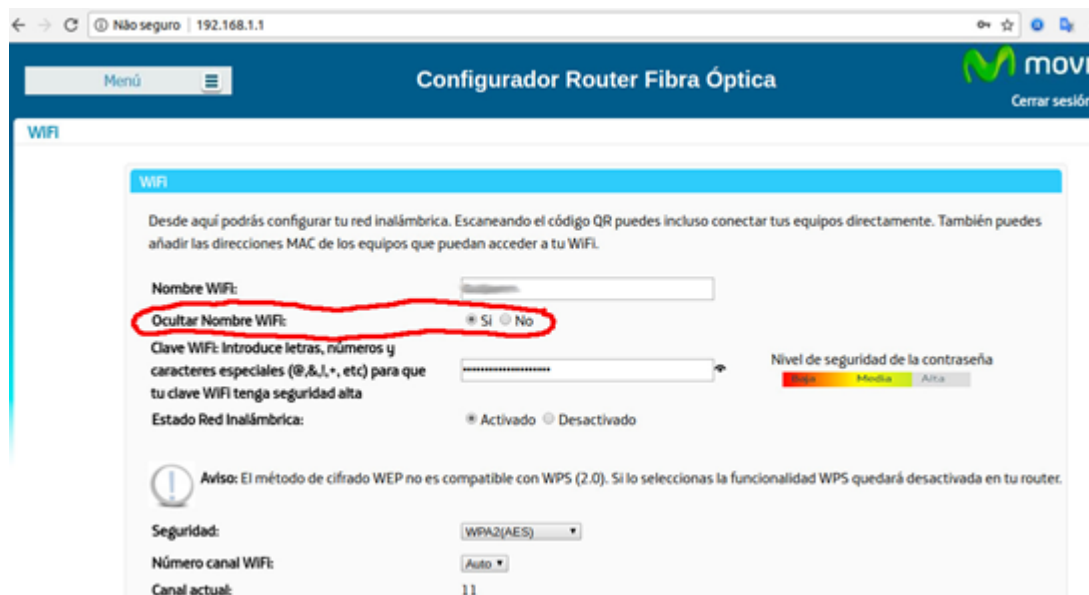 Não seguro | 192.168.1.1
Menú
Configurador Router Fibra Óptica
movi
Cerrar sesión
WIFI
WIFI
Desde aquí podrás configurar tu red inalámbrica. Escaneando el código QR puedes incluso conectar tus equipos directamente. También puedes
añadir las direcciones MAC de los equipos que puedan acceder a tu WiFi.
Nombre WiFi:
Ocultar Nombre WiFi: Si No
Clave WiFi: Introduce letras, números y
caracteres especiales (@,&,!,+, etc) para que
tu clave WiFi tenga seguridad alta
Nivel de seguridad de la contraseña
Baja Media Alta
Estado Red Inalámbrica: Activado Desactivado
Aviso: El método de cifrado WEP no es compatible con WPS (2.0). Si lo seleccionas la funcionalidad WPS quedará desactivada en tu router.
Seguridad: WPA2(AES)
Número canal WiFi: Auto
Canal actual: 11